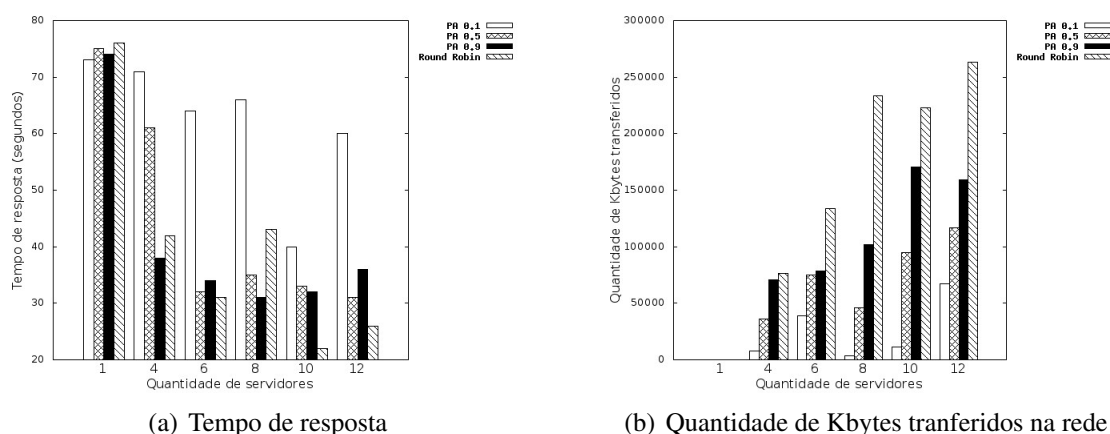 80
70
60
50
40
30
20
Tempo de resposta (segundos)
1 4 6 8 10 12
Quantidade de servidores
PA 0.1
PA 0.5
PA 0.9
Round Robin
(a) Tempo de resposta
300000
250000
200000
150000
100000
50000
0
Quantidade de Kbytes transferidos
1 4 6 8 10 12
Quantidade de servidores
PA 0.1
PA 0.5
PA 0.9
Round Robin
(b) Quantidade de Kbytes tranferidos na rede